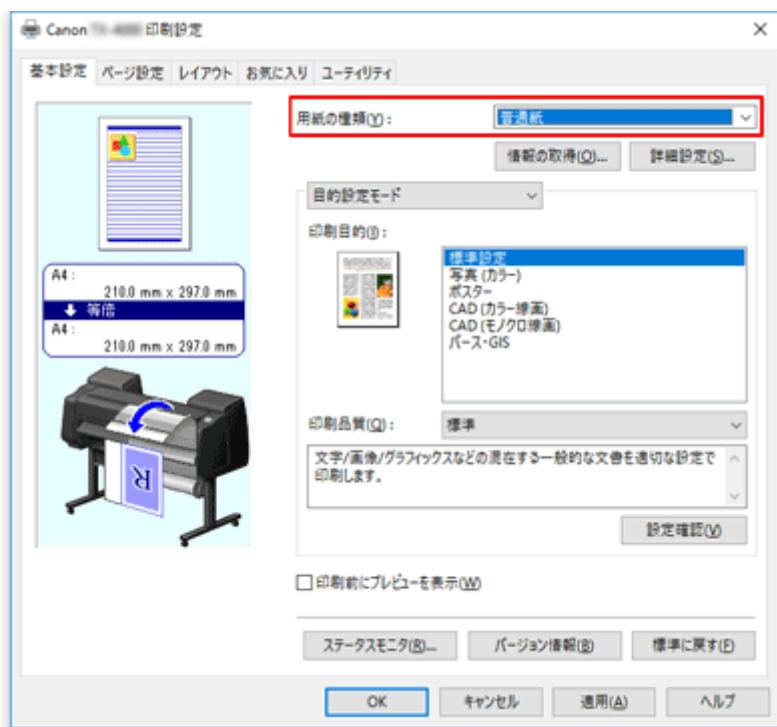 Canon 印刷設定
基本設定 ページ設定 レイアウト お気に入り ユーティリティ
用紙の種類(Y): 普通紙
情報の取得(O)... 詳細設定(S)...
目的設定モード
印刷目的(I):
標準設定
写真 (カラー)
ポスター
CAD (カラー線画)
CAD (モノクロ線画)
パース・GIS
A4 :
210.0 mm x 297.0 mm
等倍
A4 :
210.0 mm x 297.0 mm
R
印刷品質(Q): 標準
文字/画像/グラフィックスなどの混在する一般的な文書を適切な設定で
印刷します。
設定確認(V)
印刷前にプレビューを表示(W)
ステータスモニタ(R)... バージョン情報(B) 標準に戻す(F)
OK キャンセル 適用(A) ヘルプ